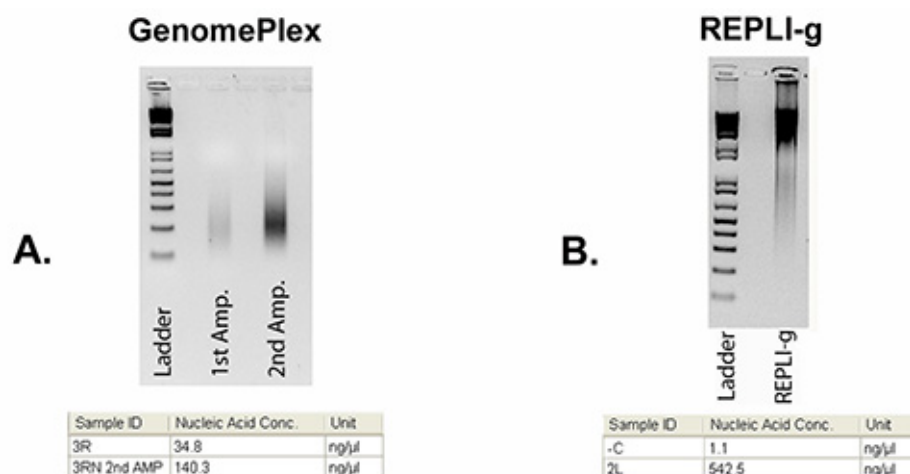 GenomePlex
REPLI-g
A.
Ladder
1st Amp.
2nd Amp.
Sample ID Nucleic Acid Conc. Unit
3R 34.8 ng/µl
3RN 2nd AMP 140.3 ng/µl
B.
Ladder
REPLI-g
Sample ID Nucleic Acid Conc. Unit
-C 1.1 ng/µl
2L 542.5 ng/µl